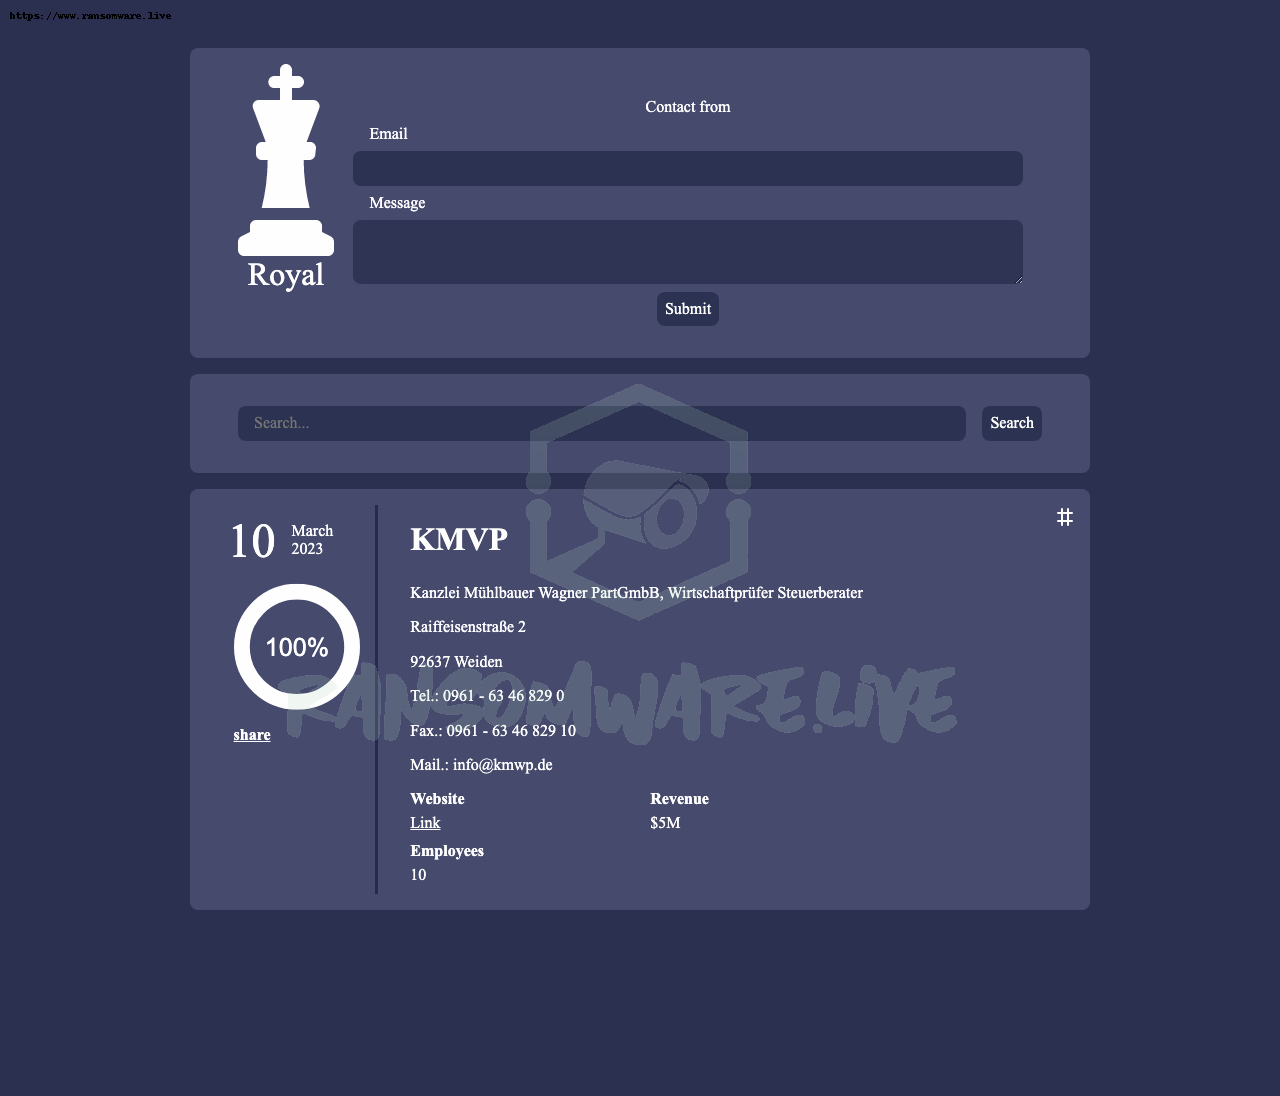 https://www.ransomware.live
Royal
Contact from
Email
Message
Submit
Search...
Search
10
March
2023
100%
share
#
KMVP
Kanzlei Mühlbauer Wagner PartGmbB, Wirtschaftprüfer Steuerberater
Raiffeisenstraße 2
92637 Weiden
Tel.: 0961 - 63 46 829 0
Fax.: 0961 - 63 46 829 10
Mail.: info@kmwp.de
Website
Link
Revenue
$5M
Employees
10
RANSOMWARE.LIVE